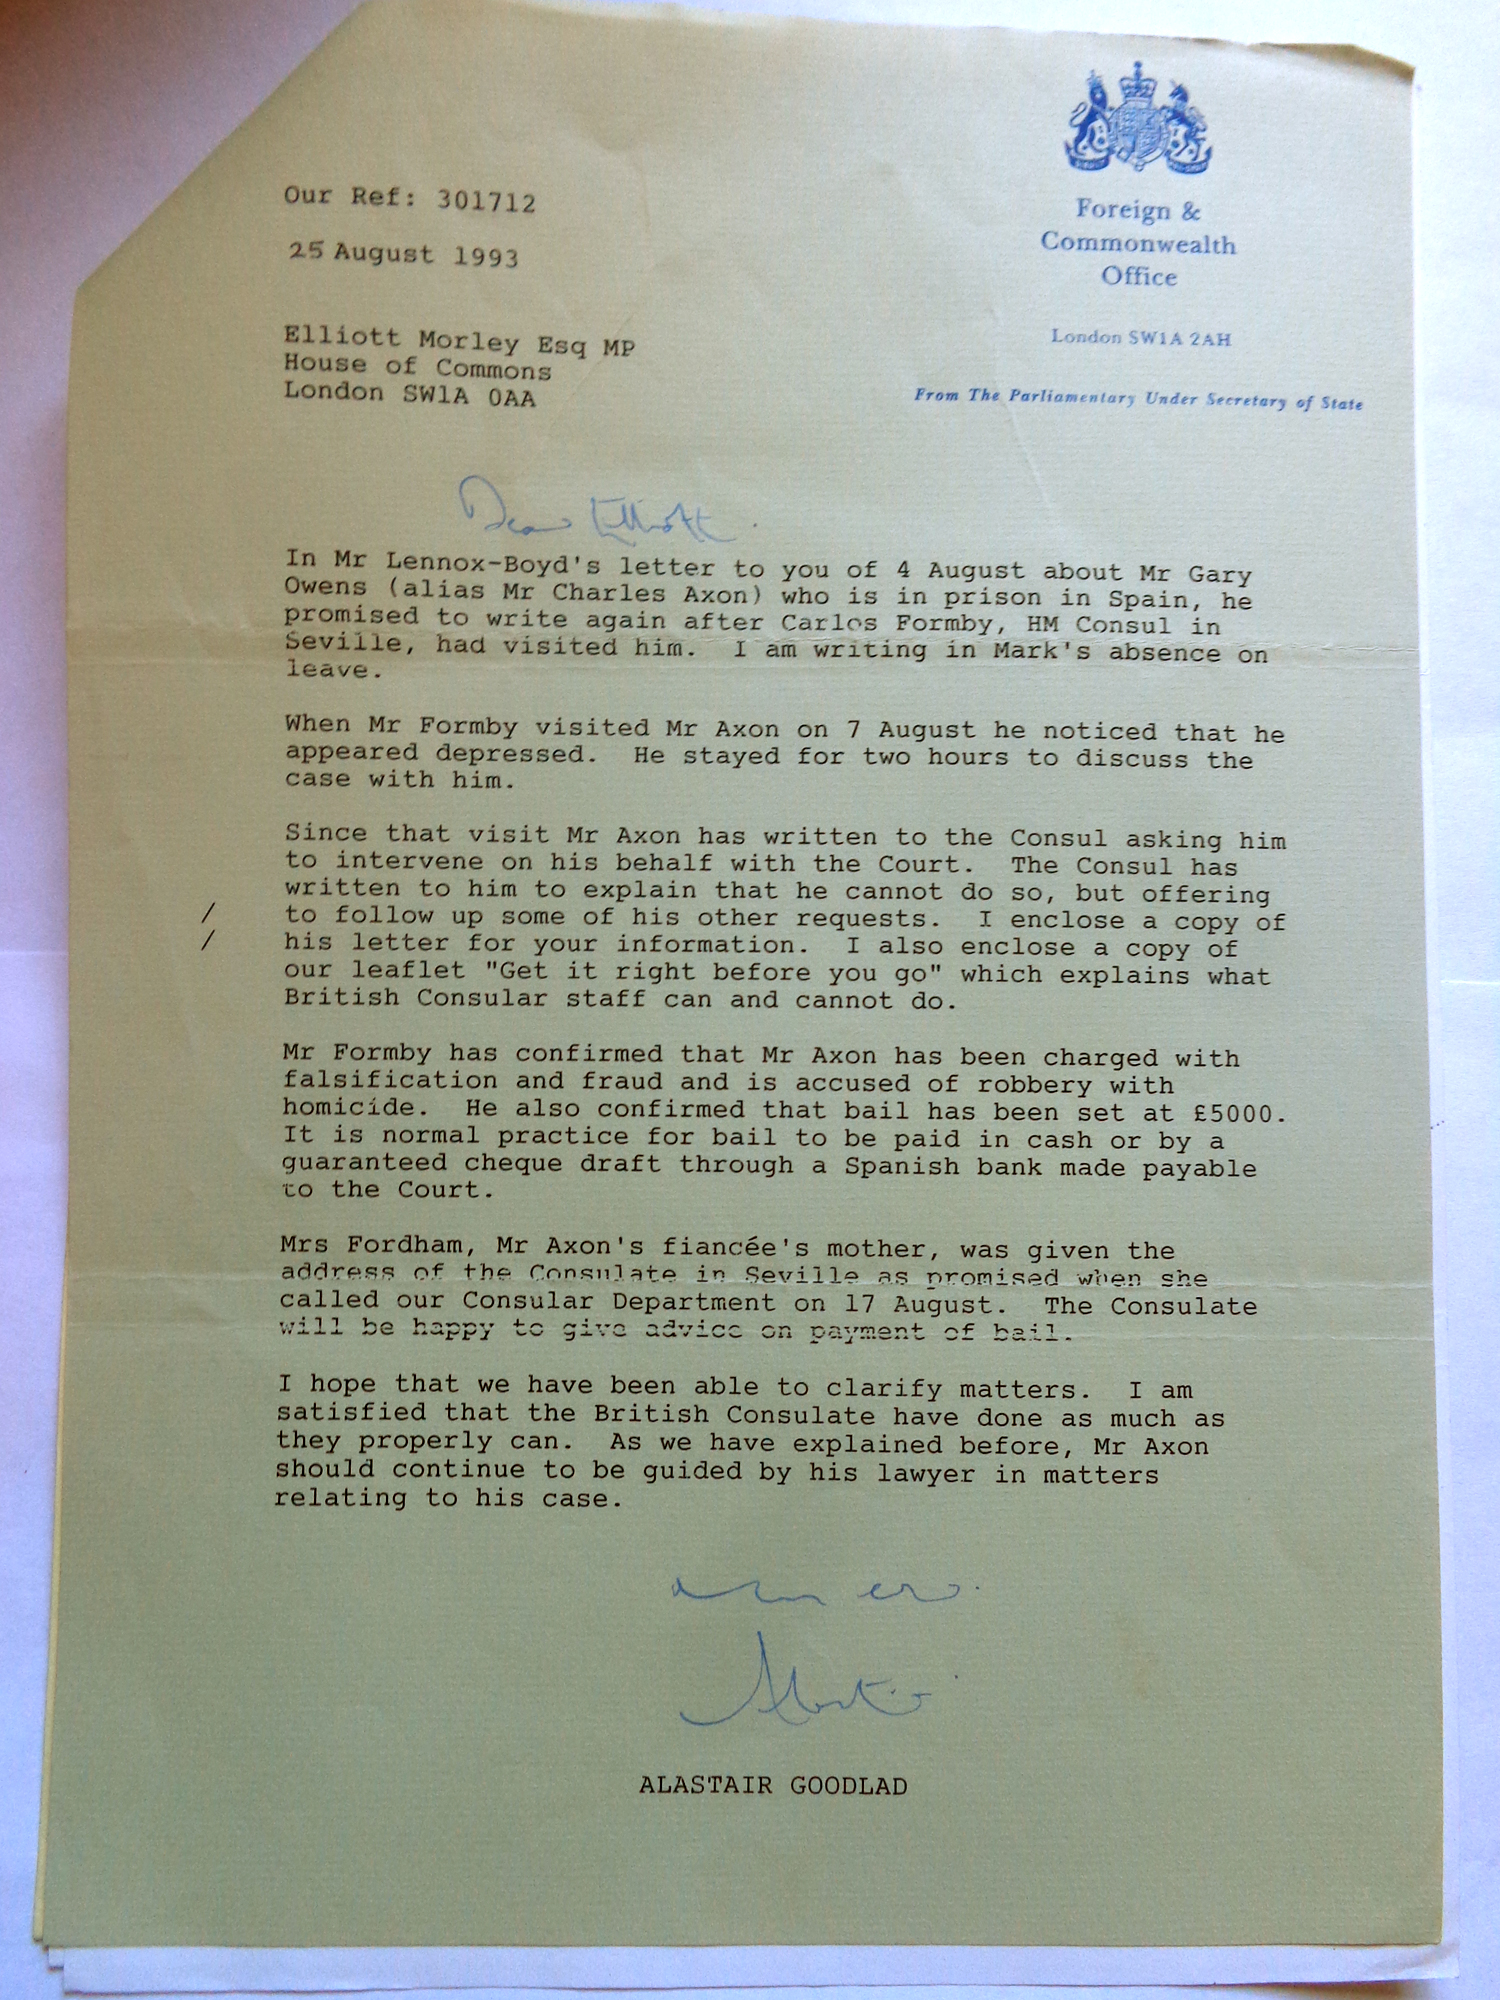 Our Ref: 301712
25 August 1993
Foreign &
Commonwealth
Office
London SW1A 2AH
From The Parliamentary Under Secretary of State
Elliott Morley Esq MP
House of Commons
London SW1A 0AA
Dear Elliott
In Mr Lennox-Boyd's letter to you of 4 August about Mr Gary
Owens (alias Mr Charles Axon) who is in prison in Spain, he
promised to write again after Carlos Formby, HM Consul in
Seville, had visited him. I am writing in Mark's absence on
leave.
When Mr Formby visited Mr Axon on 7 August he noticed that he
appeared depressed. He stayed for two hours to discuss the
case with him.
Since that visit Mr Axon has written to the Consul asking him
to intervene on his behalf with the Court. The Consul has
written to him to explain that he cannot do so, but offering
/ to follow up some of his other requests. I enclose a copy of
/ his letter for your information. I also enclose a copy of
our leaflet "Get it right before you go" which explains what
British Consular staff can and cannot do.
Mr Formby has confirmed that Mr Axon has been charged with
falsification and fraud and is accused of robbery with
homicide. He also confirmed that bail has been set at £5000.
It is normal practice for bail to be paid in cash or by a
guaranteed cheque draft through a Spanish bank made payable
to the Court.
Mrs Fordham, Mr Axon's fiancée's mother, was given the
address of the Consulate in Seville as promised when she
called our Consular Department on 17 August. The Consulate
will be happy to give advice on payment of bail.
I hope that we have been able to clarify matters. I am
satisfied that the British Consulate have done as much as
they properly can. As we have explained before, Mr Axon
should continue to be guided by his lawyer in matters
relating to his case.
Alastair
ALASTAIR GOODLAD